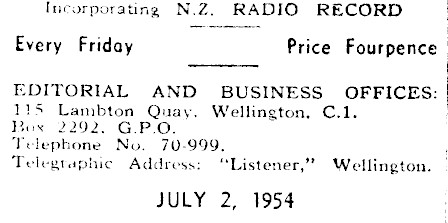 Incorporating N.Z. RADIO RECORD
Every Friday Price Fourpence
EDITORIAL AND BUSINESS OFFICES:
115 Lambton Quay, Wellington, C.1.
Box 2292, G.P.O.
Telephone No. 70-999.
Telegraphic Address: "Listener," Wellington.
JULY 2, 1954